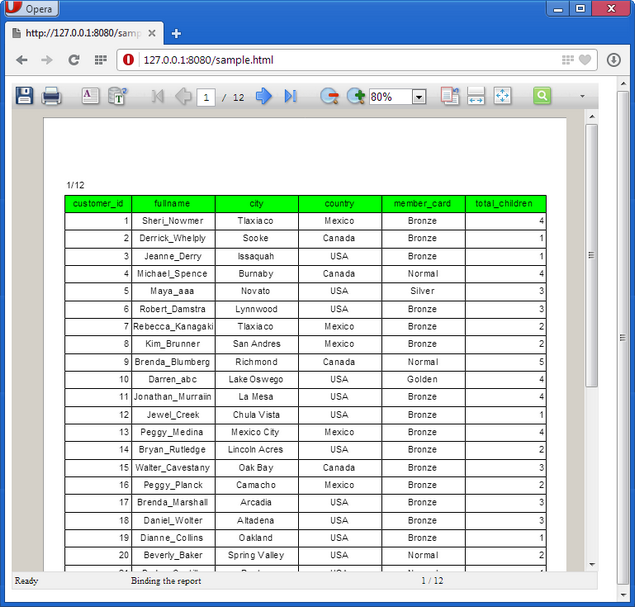 Opera
http://127.0.0.1:8080/samp
127.0.0.1:8080/sample.html
1 / 12 80%
1/12
customer_id fullname city country member_card total_children
1 Sheri_Nowmer Tlaxiaco Mexico Bronze 4
2 Derrick_Whelply Sooke Canada Bronze 1
3 Jeanne_Derry Issaquah USA Bronze 1
4 Michael_Spence Burnaby Canada Normal 4
5 Maya_aaa Novato USA Silver 3
6 Robert_Damstra Lynnwood USA Bronze 3
7 Rebecca_Kanagaki Tlaxiaco Mexico Bronze 2
8 Kim_Brunner San Andres Mexico Bronze 2
9 Brenda_Blumberg Richmond Canada Normal 5
10 Darren_abc Lake Oswego USA Golden 4
11 Jonathan_Murraiin La Mesa USA Bronze 4
12 Jewel_Creek Chula Vista USA Bronze 1
13 Peggy_Medina Mexico City Mexico Bronze 4
14 Bryan_Rutledge Lincoln Acres USA Bronze 2
15 Walter_Cavestany Oak Bay Canada Bronze 3
16 Peggy_Planck Camacho Mexico Bronze 2
17 Brenda_Marshall Arcadia USA Bronze 3
18 Daniel_Wolter Altadena USA Bronze 3
19 Dianne_Collins Oakland USA Bronze 1
20 Beverly_Baker Spring Valley USA Normal 2
Ready Binding the report 1 / 12